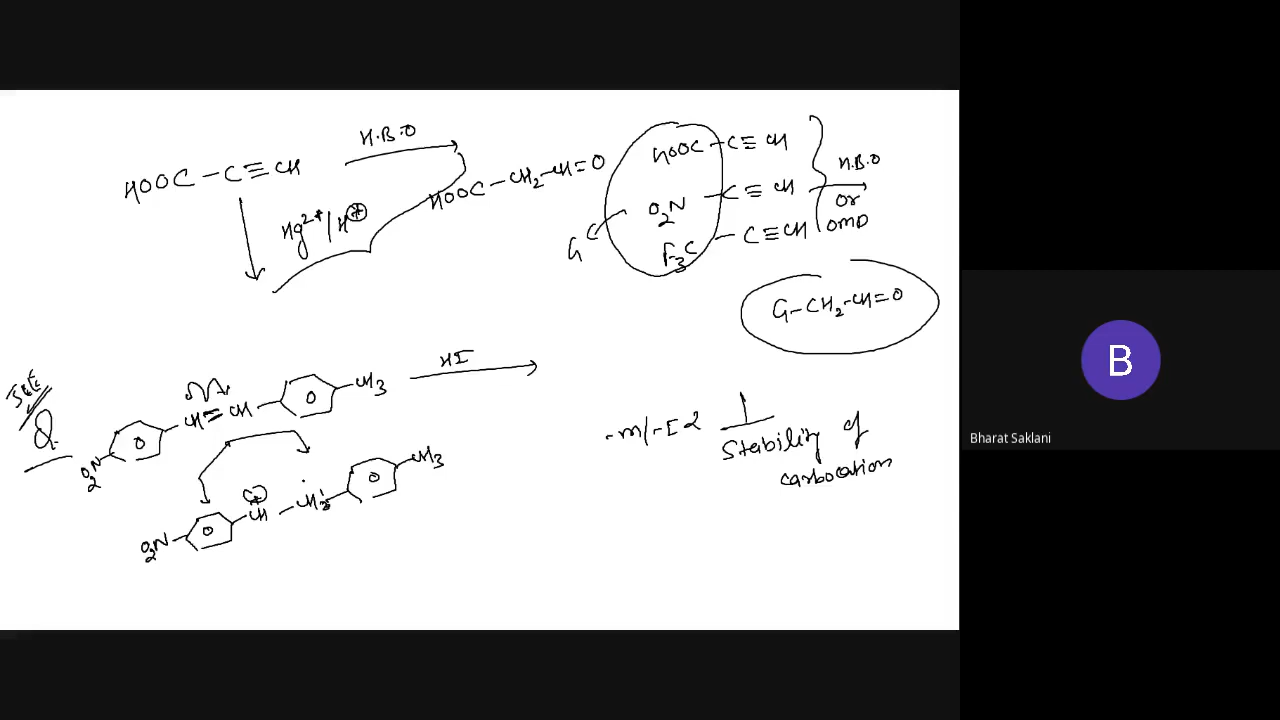 HOOC - C ≡ CH
H.B.O
HOOC - CH2 - CH=O
Hg2+/H+
HOOC - C ≡ CH
O2N - C ≡ CH
F3C - C ≡ CH
G
H.B.O
or
OMD
G - CH2 - CH=O
JEE
Q.
O2N
CH = CH
CH3
HI
O2N
CH - CH2
CH3
-m/-I α 1
Stability of
carbocation
B
Bharat Saklani